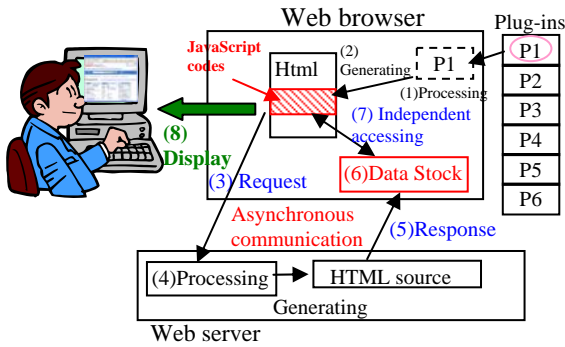 Web browser
Plug-ins
JavaScript
codes
Html
(2)
Generating
P1
P1
P2
P3
P4
P5
P6
(1)Processing
(7) Independent
accessing
(8)
Display
(3) Request
(6)Data Stock
Asynchronous
communication
(5)Response
(4)Processing
HTML source
Generating
Web server